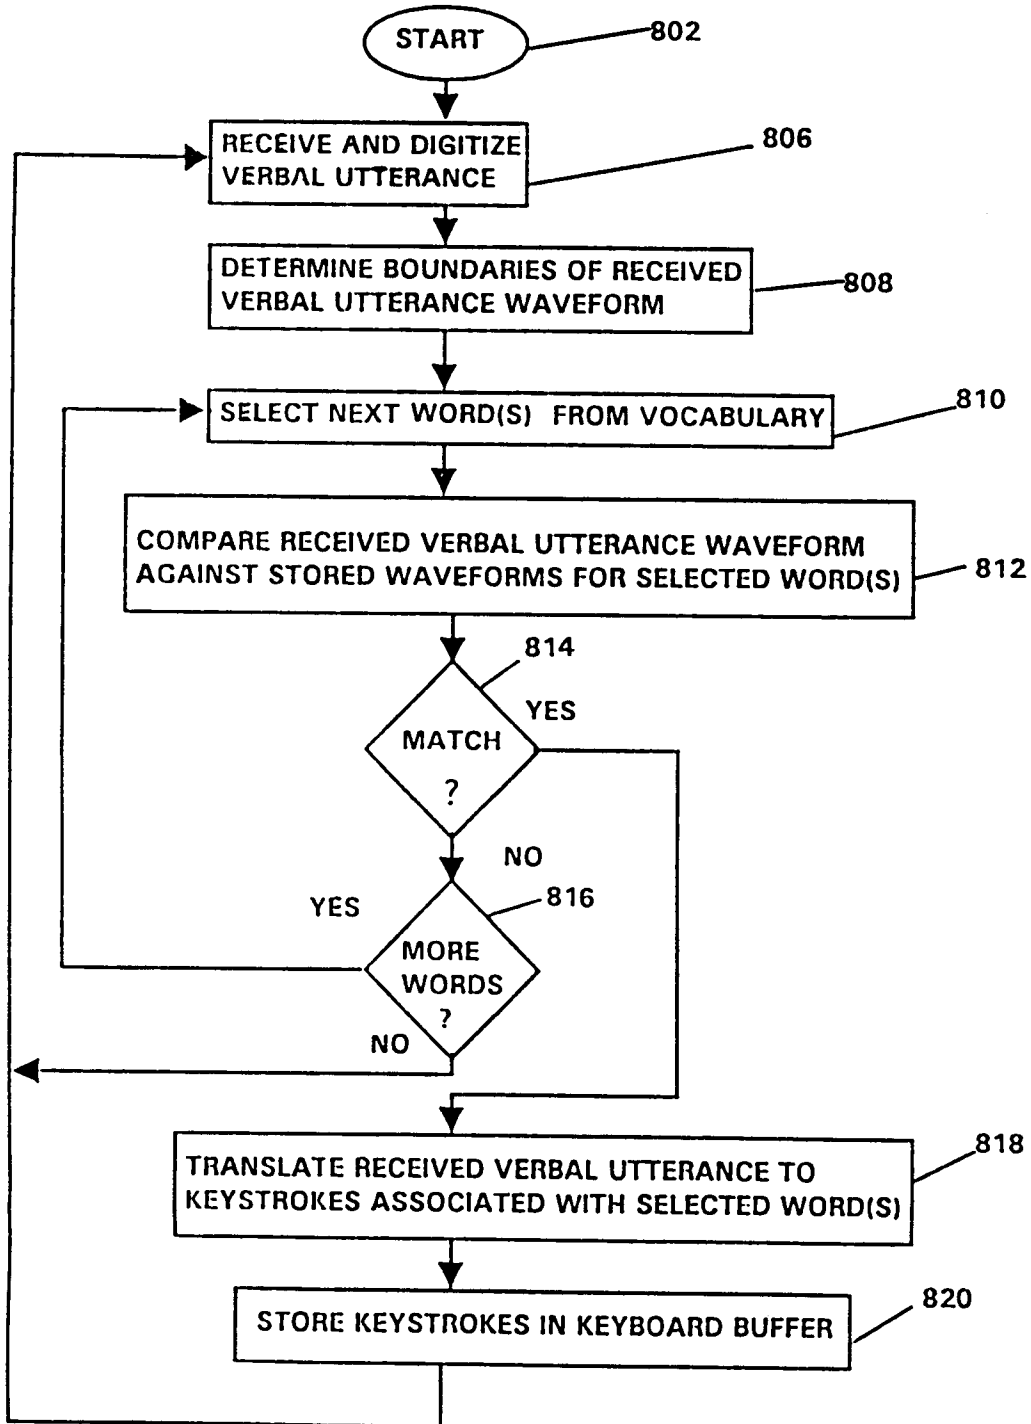 START
802
RECEIVE AND DIGITIZE
VERBAL UTTERANCE
806
DETERMINE BOUNDARIES OF RECEIVED
VERBAL UTTERANCE WAVEFORM
808
SELECT NEXT WORD(S) FROM VOCABULARY
810
COMPARE RECEIVED VERBAL UTTERANCE WAVEFORM
AGAINST STORED WAVEFORMS FOR SELECTED WORD(S)
812
814
YES
MATCH
?
NO
816
YES
MORE
WORDS
?
NO
TRANSLATE RECEIVED VERBAL UTTERANCE TO
KEYSTROKES ASSOCIATED WITH SELECTED WORD(S)
818
STORE KEYSTROKES IN KEYBOARD BUFFER
820